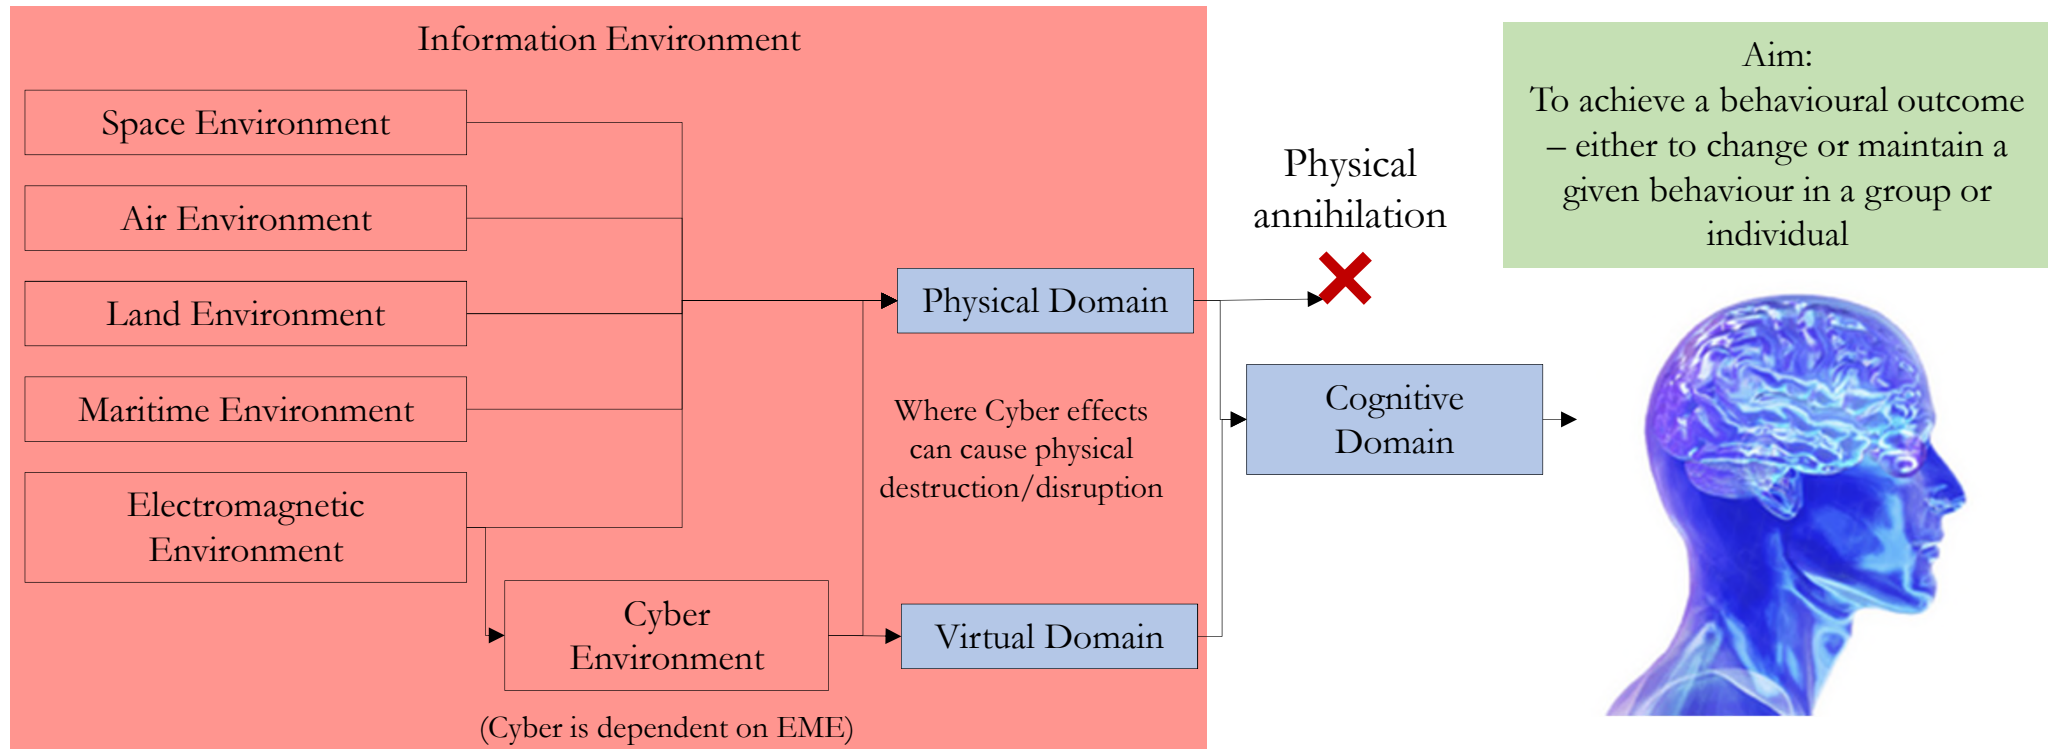 Information Environment
Space Environment
Air Environment
Land Environment
Maritime Environment
Electromagnetic
Environment
Cyber
Environment
(Cyber is dependent on EME)
Physical Domain
Where Cyber effects
can cause physical
destruction/disruption
Virtual Domain
Physical
annihilation
Cognitive
Domain
Aim:
To achieve a behavioural outcome
– either to change or maintain a
given behaviour in a group or
individual